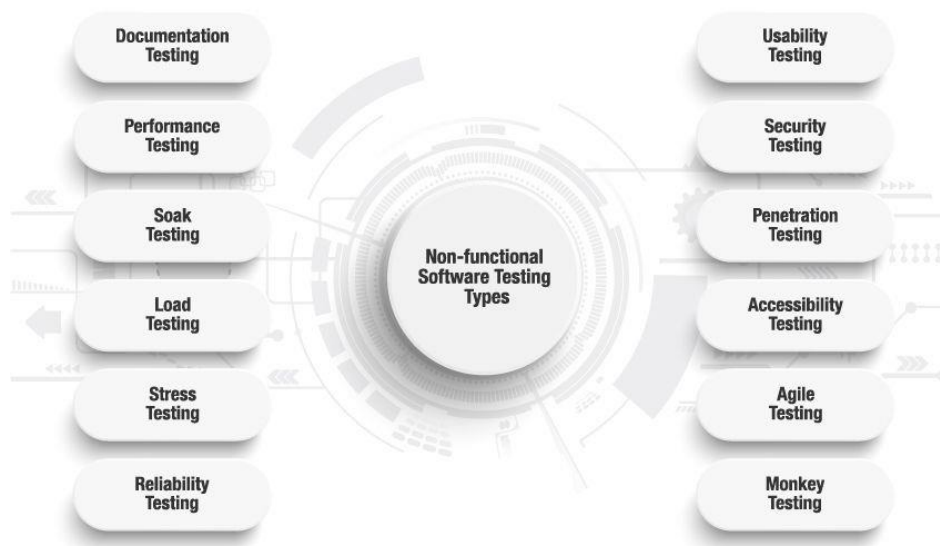 Documentation
Testing
Performance
Testing
Soak
Testing
Load
Testing
Stress
Testing
Reliability
Testing
Non-functional
Software Testing
Types
Usability
Testing
Security
Testing
Penetration
Testing
Accessibility
Testing
Agile
Testing
Monkey
Testing